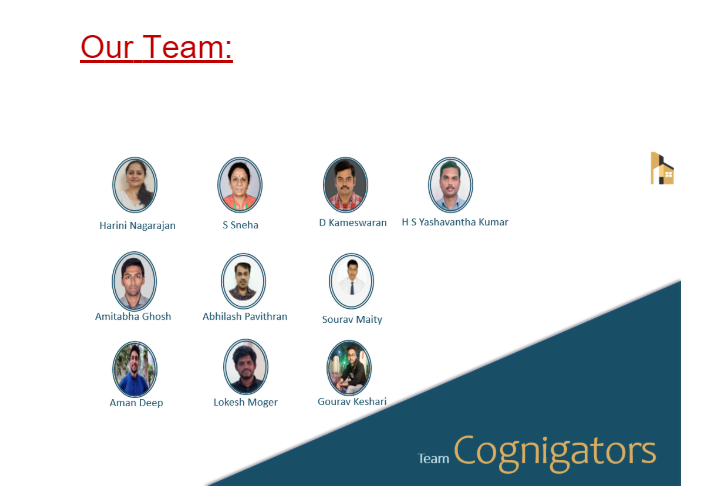 Our Team:
Harini Nagarajan
S Sneha
D Kameswaran
H S Yashavantha Kumar
Amitabha Ghosh
Abhilash Pavithran
Sourav Maity
Aman Deep
Lokesh Moger
Gourav Keshari
Team Cognigators